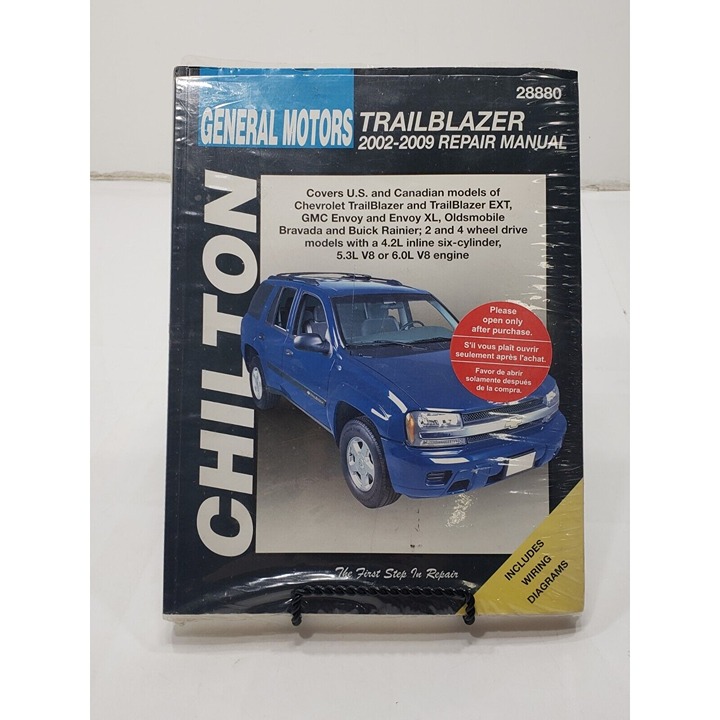 28880
GENERAL MOTORS
TRAILBLAZER
2002-2009 REPAIR MANUAL
CHILTON
Covers U.S. and Canadian models of
Chevrolet TrailBlazer and TrailBlazer EXT,
GMC Envoy and Envoy XL, Oldsmobile
Bravada and Buick Rainier; 2 and 4 wheel drive
models with a 4.2L inline six-cylinder,
5.3L V8 or 6.0L V8 engine
Please
open only
after purchase.
S'il vous plaît ouvrir
seulement après l'achat.
Favor de abrir
solamente después
de la compra.
The First Step In Repair
INCLUDES
WIRING
DIAGRAMS